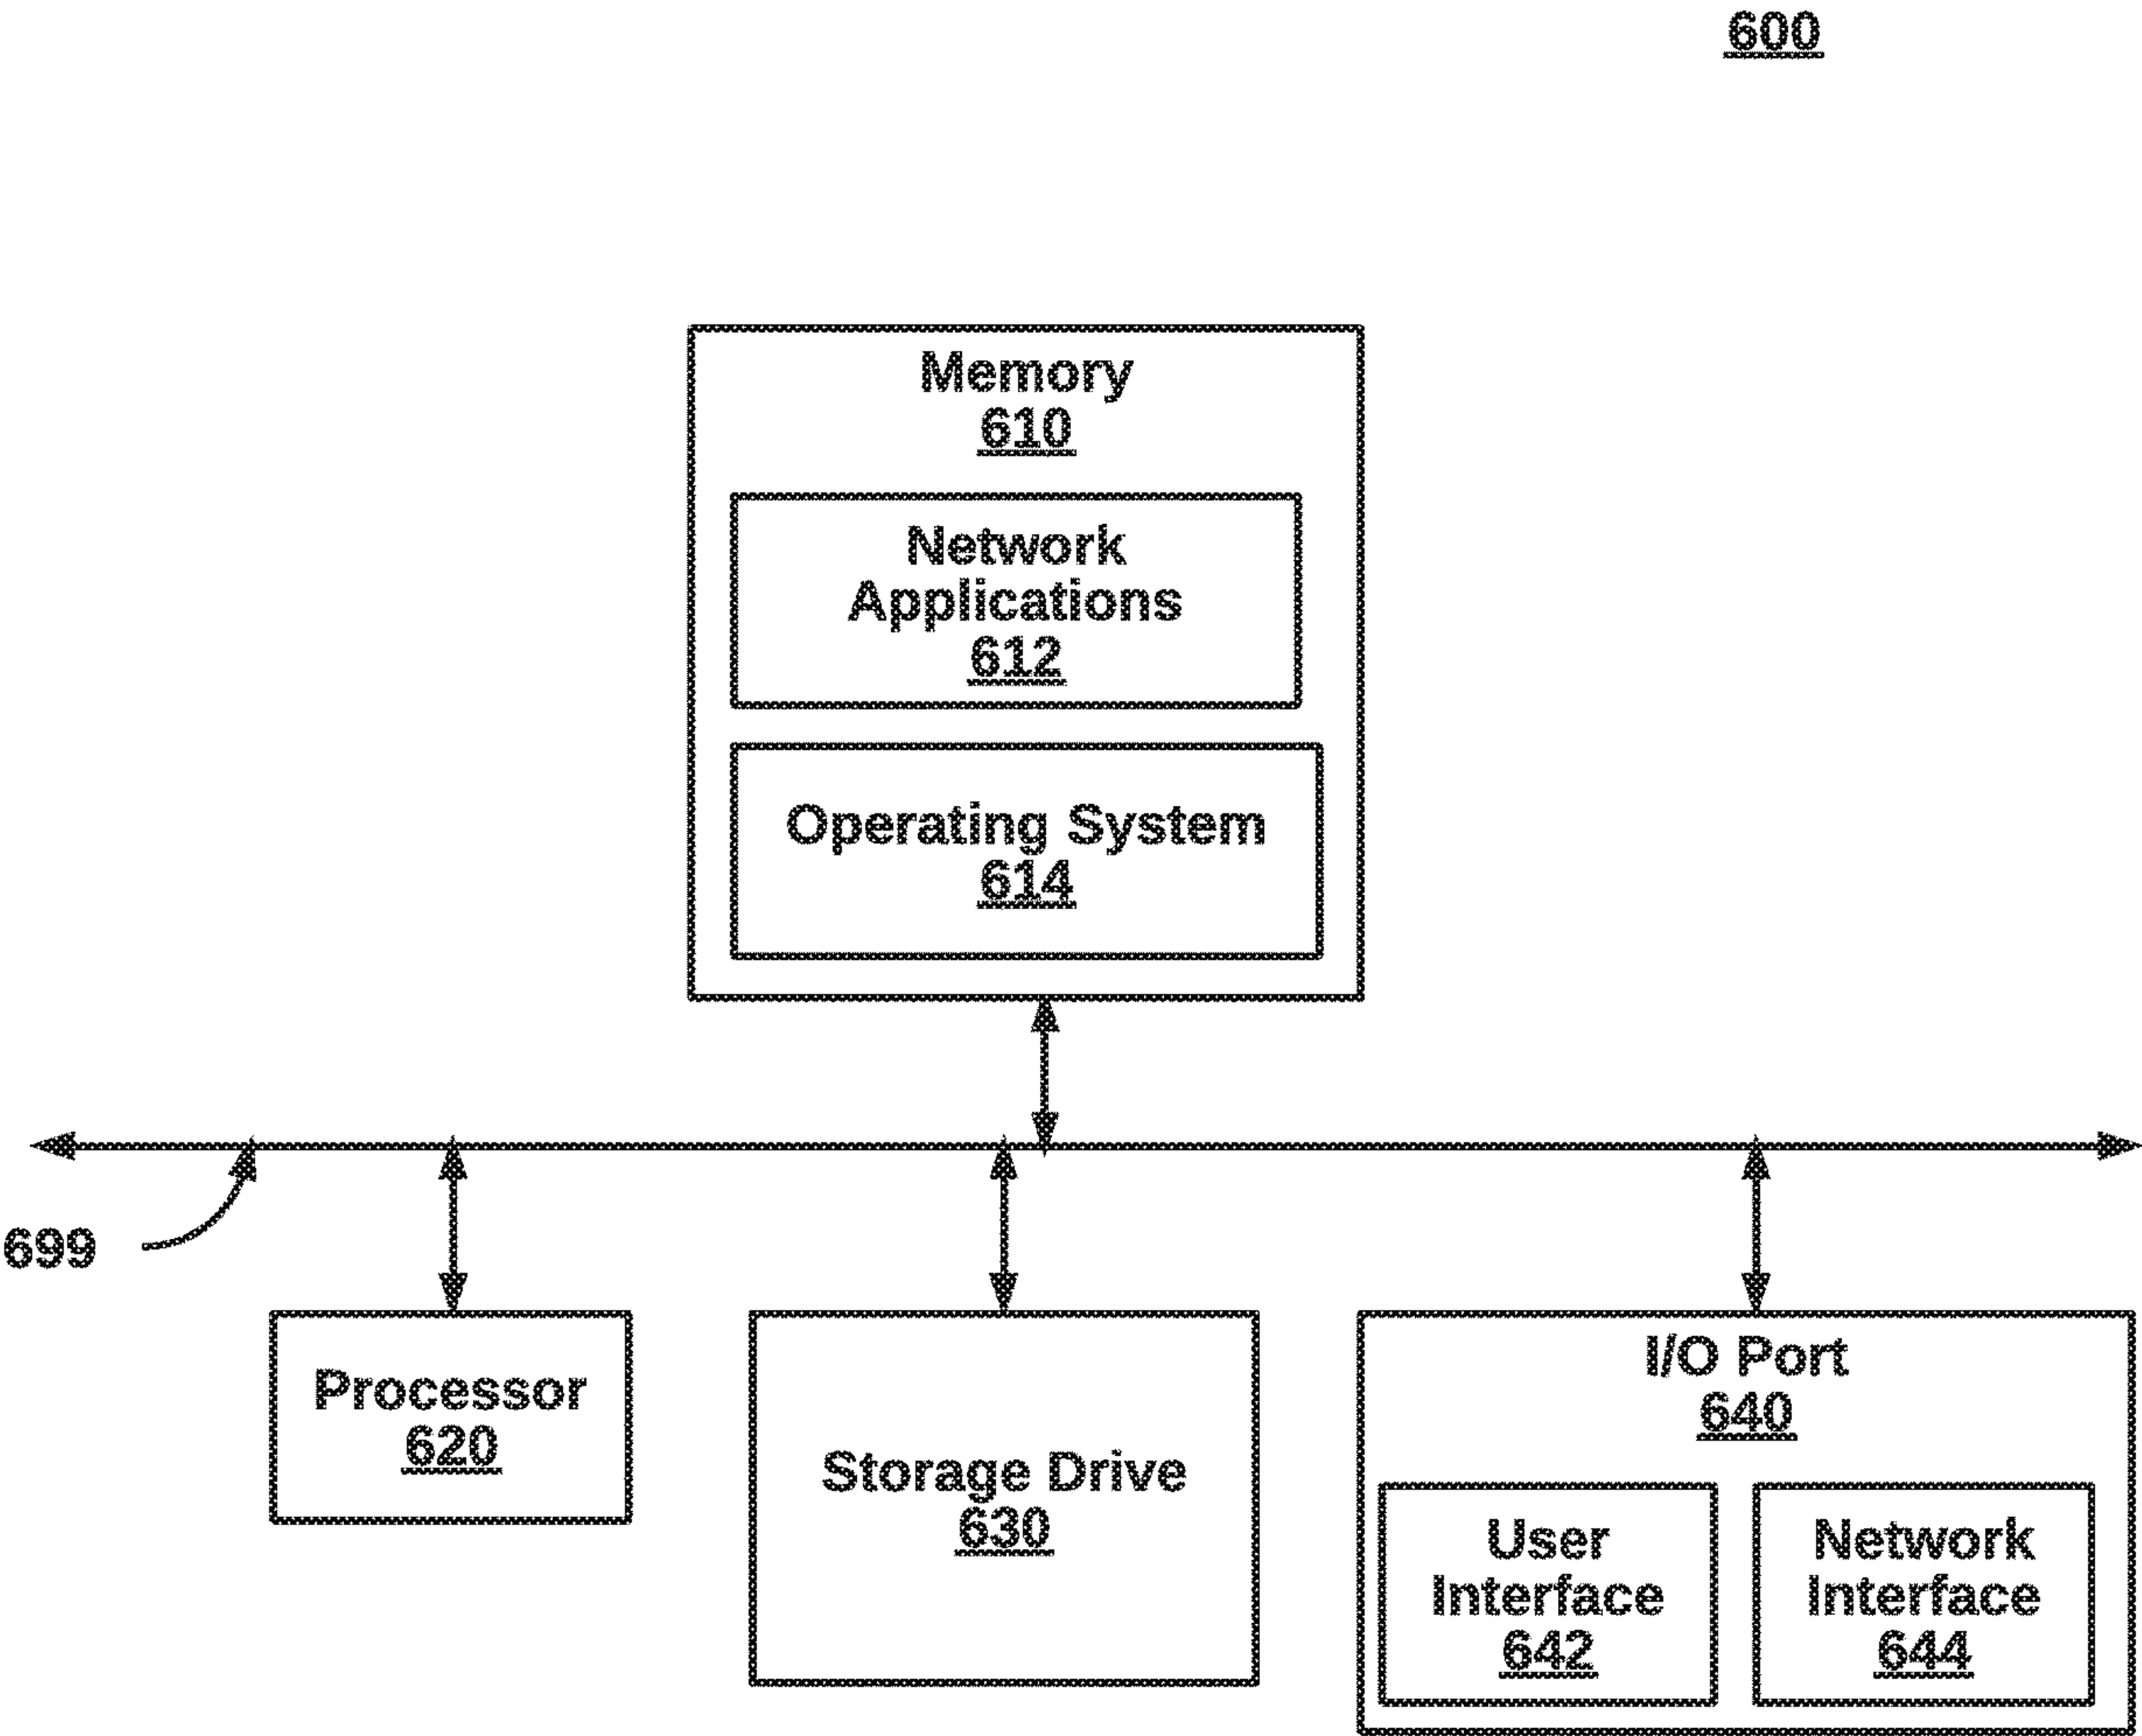 600
Memory
610
Network
Applications
612
Operating System
614
699
Processor
620
Storage Drive
630
I/O Port
640
User
Interface
642
Network
Interface
644